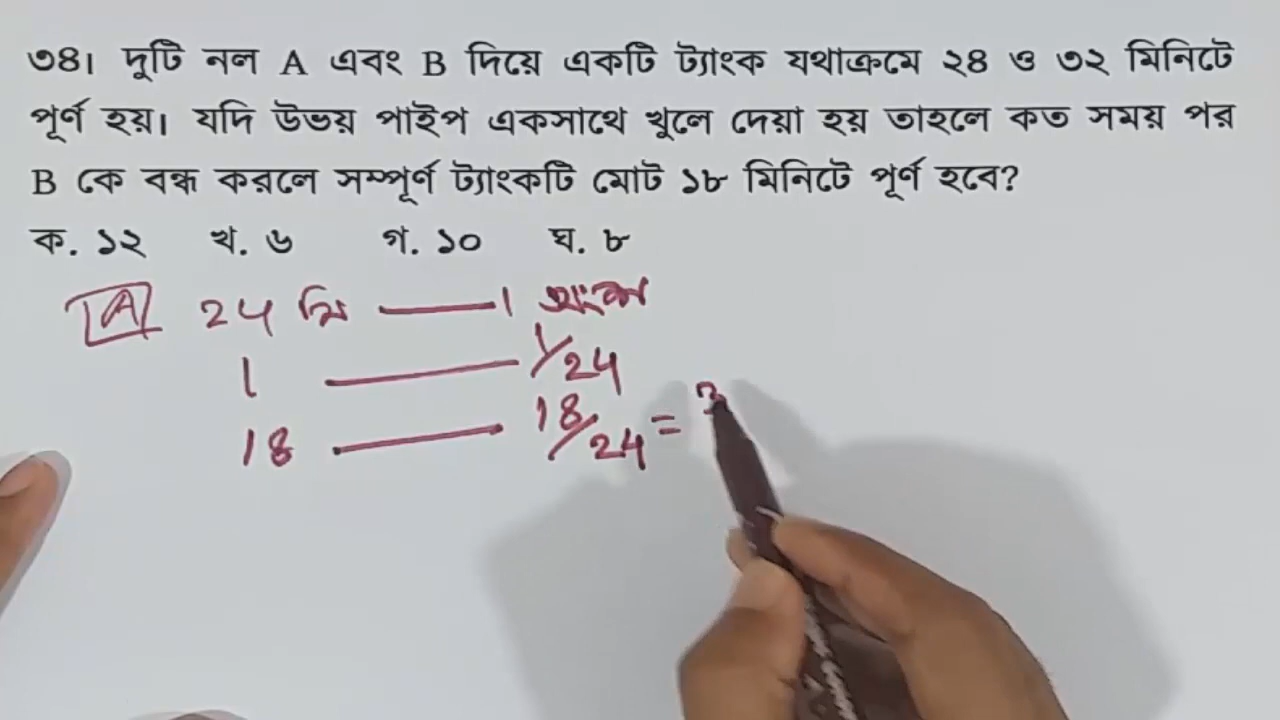 ৩৪। দুটি নল A এবং B দিয়ে একটি ট্যাংক যথাক্রমে ২৪ ও ৩২ মিনিটে
পূর্ণ হয়। যদি উভয় পাইপ একসাথে খুলে দেয়া হয় তাহলে কত সময় পর
B কে বন্ধ করলে সম্পূর্ণ ট্যাংকটি মোট ১৮ মিনিটে পূর্ণ হবে?
ক. ১২ খ. ৬ গ. ১০ ঘ. ৮
A 24 মি — 1 অংশ
1 — 1/24
18 — 18/24 = 3